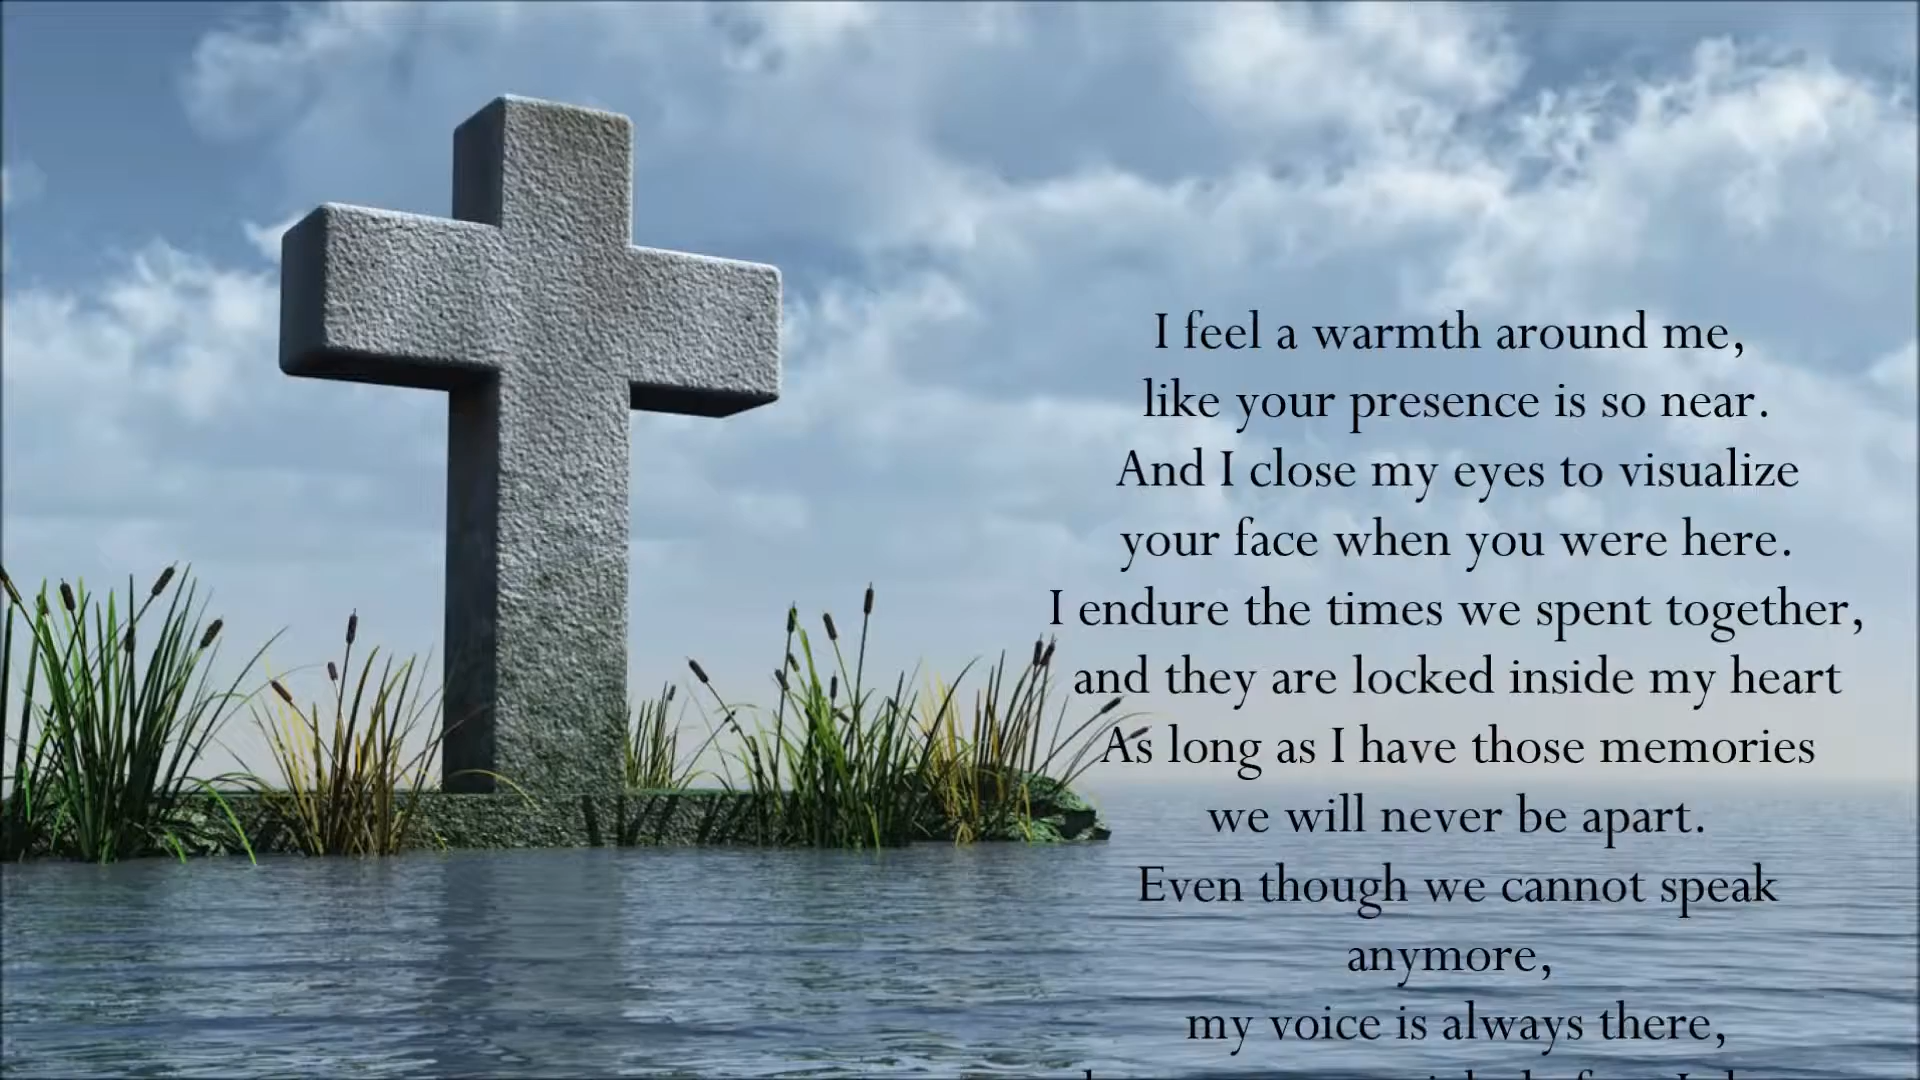 I feel a warmth around me,
like your presence is so near.
And I close my eyes to visualize
your face when you were here.
I endure the times we spent together,
and they are locked inside my heart
As long as I have those memories
we will never be apart.
Even though we cannot speak
anymore,
my voice is always there,